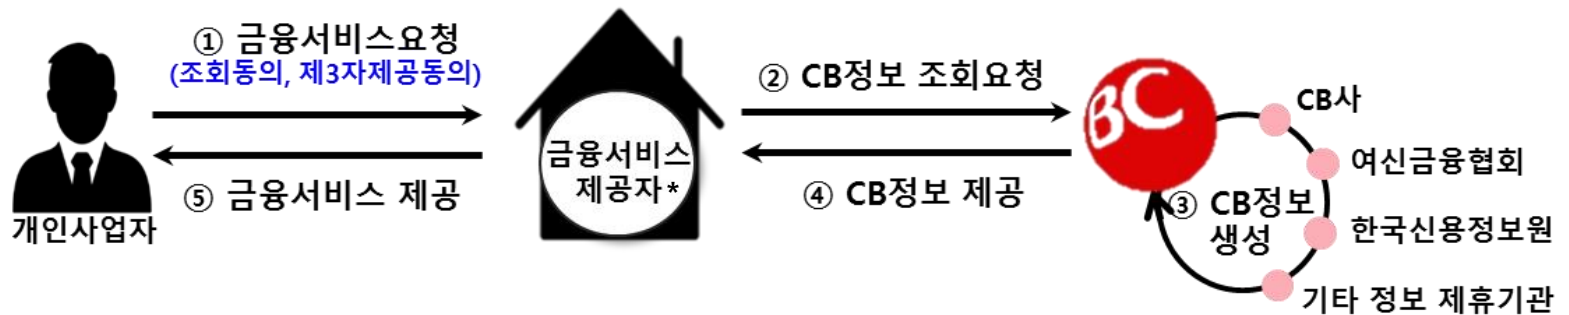 ① 금융서비스요청
(조회동의, 제3자제공동의)
개인사업자
⑤ 금융서비스 제공
금융서비스
제공자*
② CB정보 조회요청
④ CB정보 제공
BC
③ CB정보
생성
CB사
여신금융협회
한국신용정보원
기타 정보 제휴기관